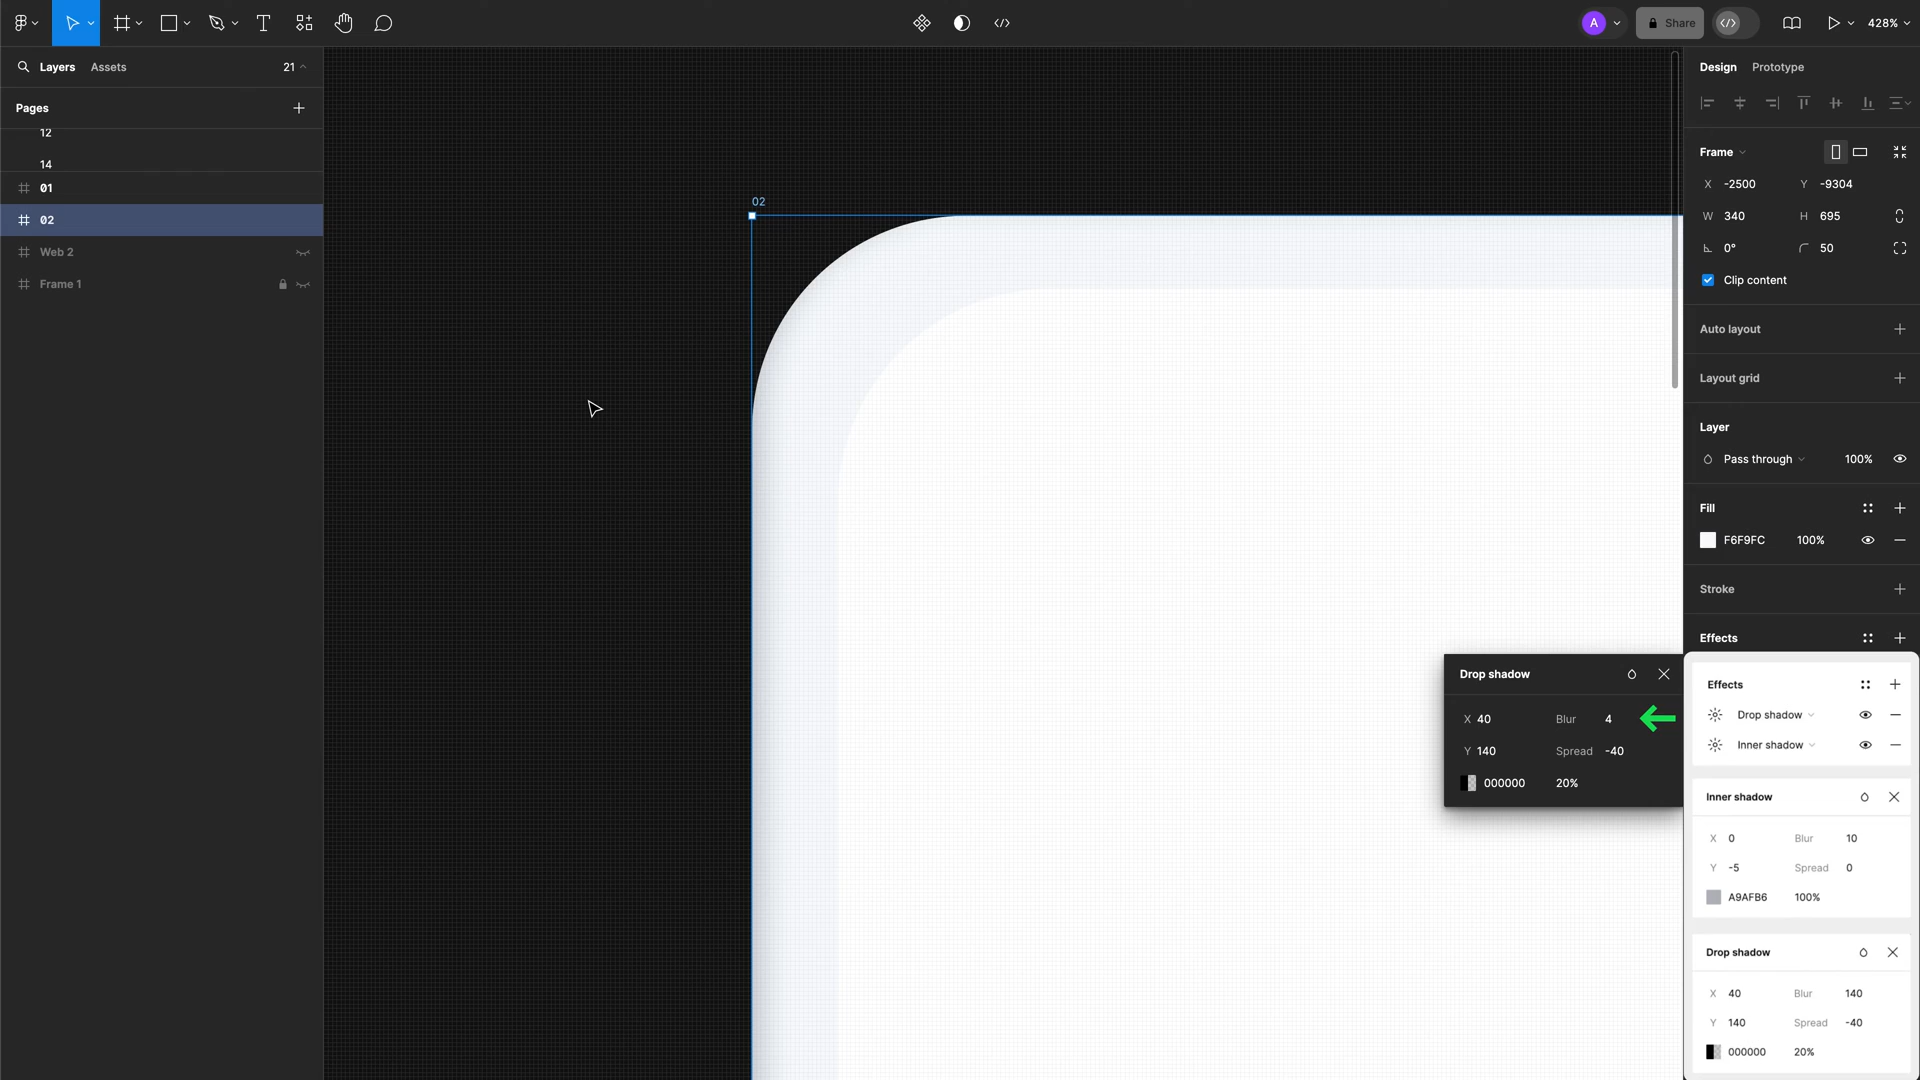 A
Share
428%
Layers
Assets
21
Design
Prototype
Pages
12
14
01
02
Web 2
Frame 1
02
Frame
X -2500 Y -9304
W 340 H 695
0° 50
Clip content
Auto layout
Layout grid
Layer
Pass through 100%
Fill
F6F9FC 100%
Stroke
Effects
Drop shadow
X 40 Blur 4
Y 140 Spread -40
000000 20%
Effects
Drop shadow
Inner shadow
Inner shadow
X 0 Blur 10
Y -5 Spread 0
A9AFB6 100%
Drop shadow
X 40 Blur 140
Y 140 Spread -40
000000 20%